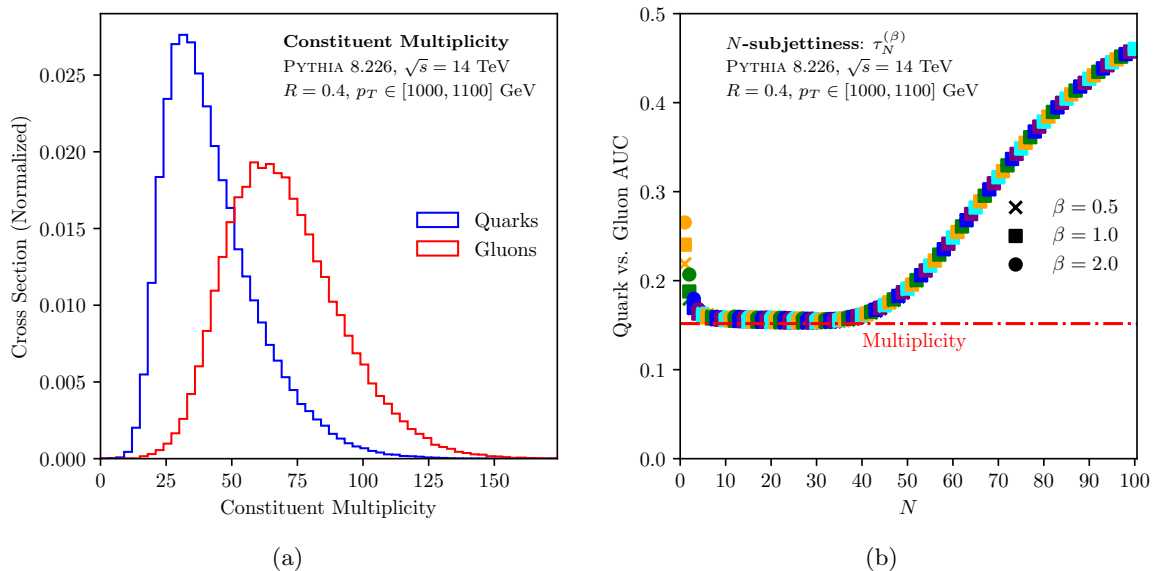 Constituent Multiplicity
PYTHIA 8.226, √s = 14 TeV
R = 0.4, p_T ∈ [1000, 1100] GeV
Quarks
Gluons
Cross Section (Normalized)
0.025
0.020
0.015
0.010
0.005
0.000
0 25 50 75 100 125 150
Constituent Multiplicity
(a)
N-subjettiness: τ_N^(β)
PYTHIA 8.226, √s = 14 TeV
R = 0.4, p_T ∈ [1000, 1100] GeV
β = 0.5
β = 1.0
β = 2.0
Multiplicity
Quark vs. Gluon AUC
0.5
0.4
0.3
0.2
0.1
0.0
0 10 20 30 40 50 60 70 80 90 100
N
(b)